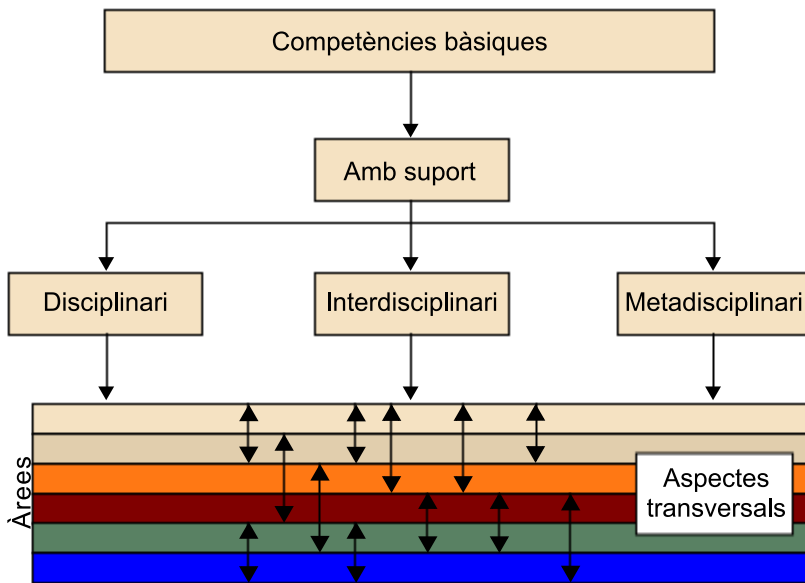 Competències bàsiques
Amb suport
Disciplinari
Interdisciplinari
Metadisciplinari
Àrees
Aspectes
transversals